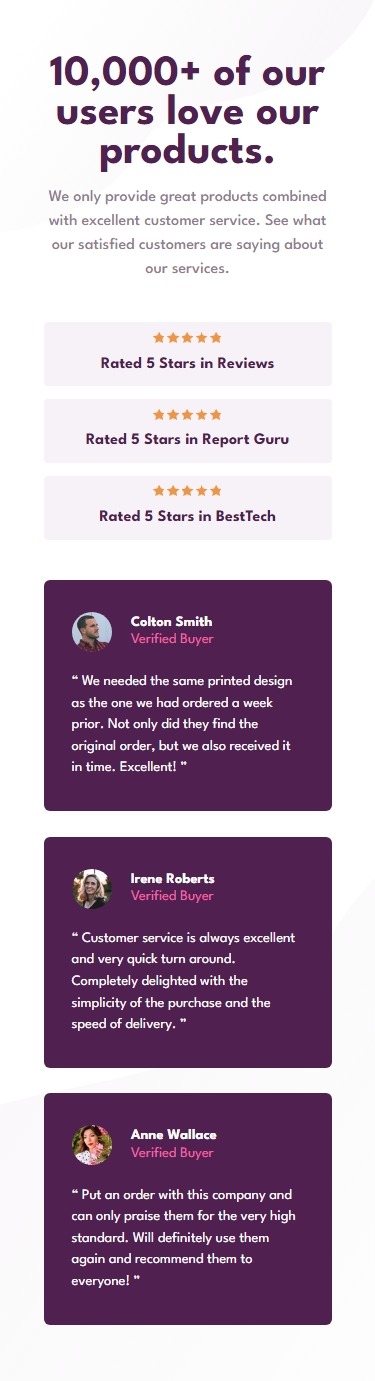 10,000+ of our
users love our
products.
We only provide great products combined
with excellent customer service. See what
our satisfied customers are saying about
our services.
Rated 5 Stars in Reviews
Rated 5 Stars in Report Guru
Rated 5 Stars in BestTech
Colton Smith
Verified Buyer
“ We needed the same printed design
as the one we had ordered a week
prior. Not only did they find the
original order, but we also received it
in time. Excellent! ”
Irene Roberts
Verified Buyer
“ Customer service is always excellent
and very quick turn around.
Completely delighted with the
simplicity of the purchase and the
speed of delivery. ”
Anne Wallace
Verified Buyer
“ Put an order with this company and
can only praise them for the very high
standard. Will definitely use them
again and recommend them to
everyone! ”